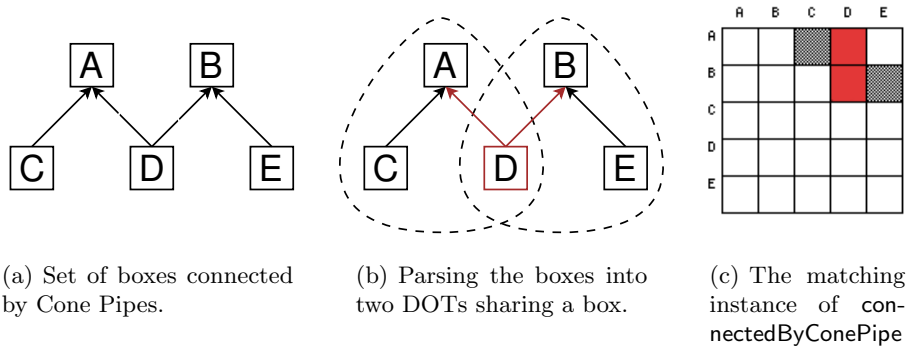 A B
C D E
(a) Set of boxes connected
by Cone Pipes.
A B
C D E
(b) Parsing the boxes into
two DOTs sharing a box.
A B C D E
A
B
C
D
E
(c) The matching
instance of con-
nectedByConePipe